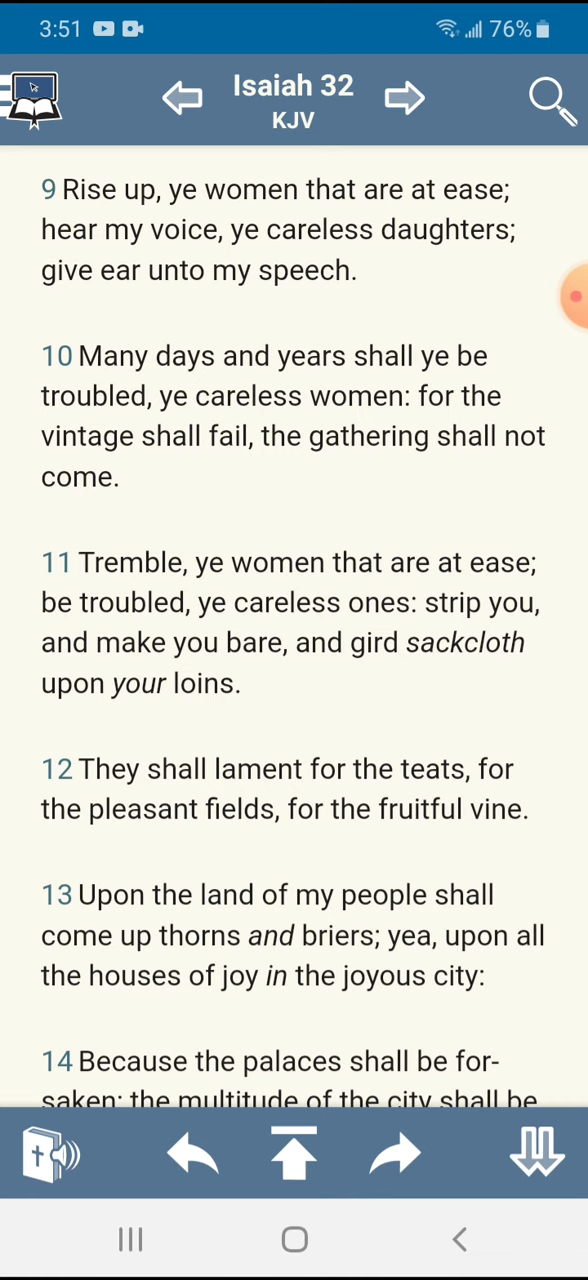 3:51 76%
Isaiah 32
KJV
9 Rise up, ye women that are at ease;
hear my voice, ye careless daughters;
give ear unto my speech.
10 Many days and years shall ye be
troubled, ye careless women: for the
vintage shall fail, the gathering shall not
come.
11 Tremble, ye women that are at ease;
be troubled, ye careless ones: strip you,
and make you bare, and gird sackcloth
upon your loins.
12 They shall lament for the teats, for
the pleasant fields, for the fruitful vine.
13 Upon the land of my people shall
come up thorns and briers; yea, upon all
the houses of joy in the joyous city:
14 Because the palaces shall be for-
saken; the multitude of the city shall be